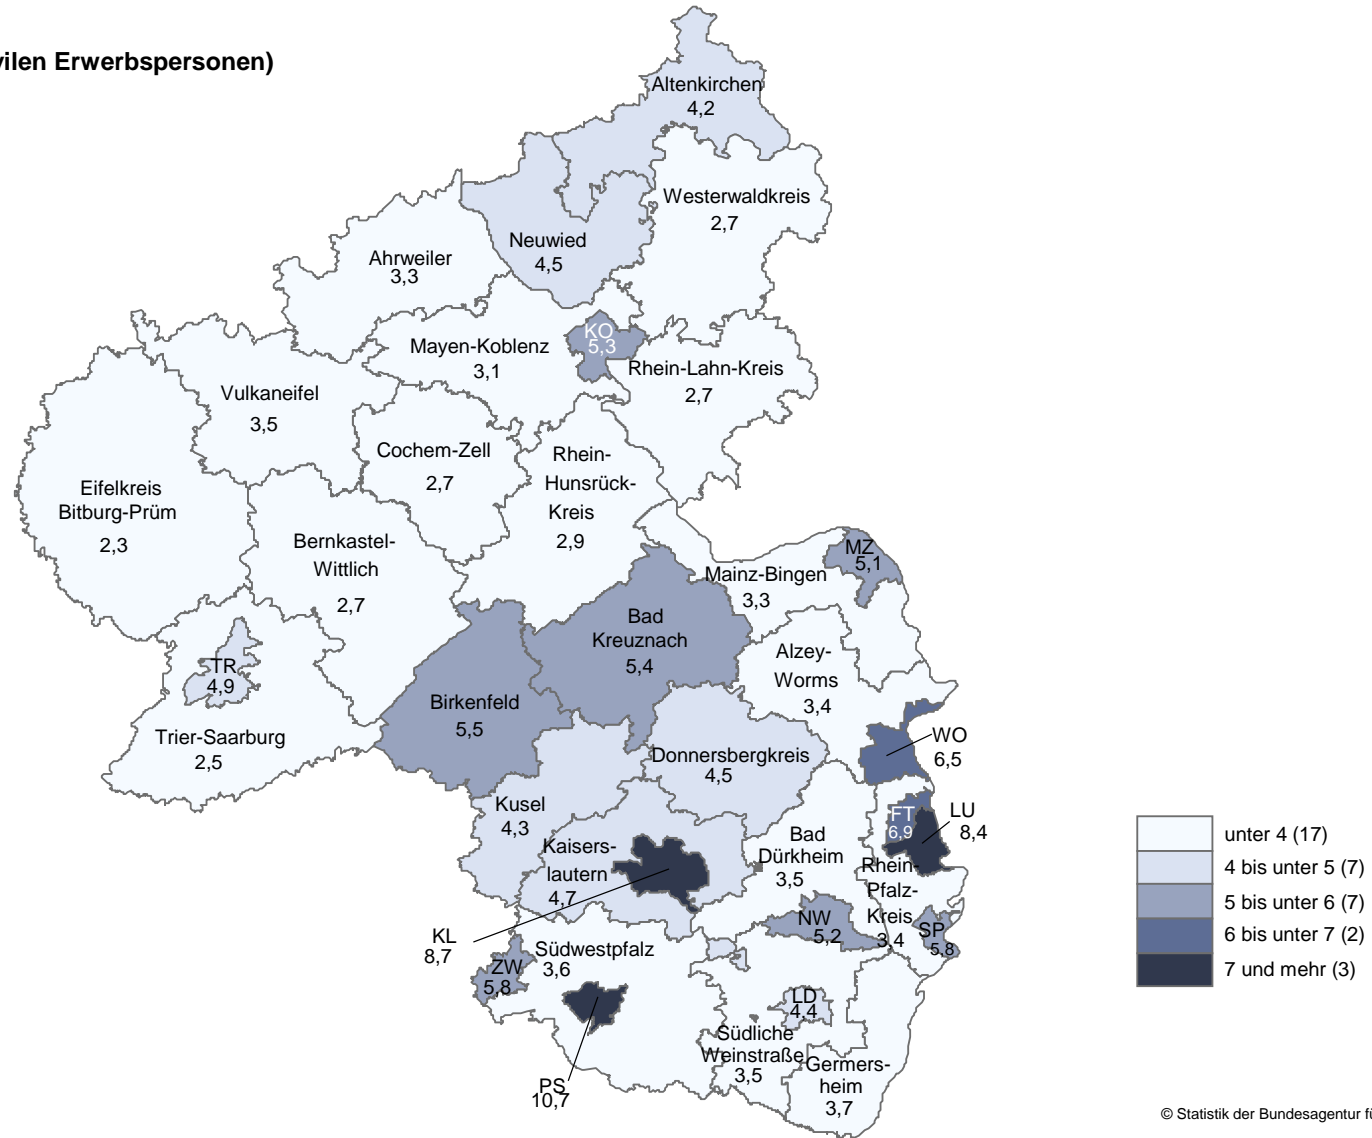 vilen Erwerbspersonen)
Altenkirchen
4,2
Westerwaldkreis
2,7
Neuwied
4,5
Ahrweiler
3,3
KO
5,3
Mayen-Koblenz
3,1
Rhein-Lahn-Kreis
2,7
Vulkaneifel
3,5
Cochem-Zell
2,7
Rhein-
Hunsrück-
Kreis
2,9
Eifelkreis
Bitburg-Prüm
2,3
Bernkastel-
Wittlich
2,7
MZ
5,1
Mainz-Bingen
3,3
Bad
Kreuznach
5,4
Alzey-
Worms
3,4
TR
4,9
Birkenfeld
5,5
Trier-Saarburg
2,5
WO
6,5
Donnersbergkreis
4,5
Kusel
4,3
FT
6,9
LU
8,4
Kaisers-
lautern
4,7
Bad
Dürkheim
3,5
Rhein-
Pfalz-
Kreis
3,4
NW
5,2
SP
5,8
KL
8,7
Südwestpfalz
3,6
ZW
5,8
LD
4,4
Südliche
Weinstraße
3,5
Germers-
heim
3,7
PS
10,7
unter 4 (17)
4 bis unter 5 (7)
5 bis unter 6 (7)
6 bis unter 7 (2)
7 und mehr (3)
© Statistik der Bundesagentur fü